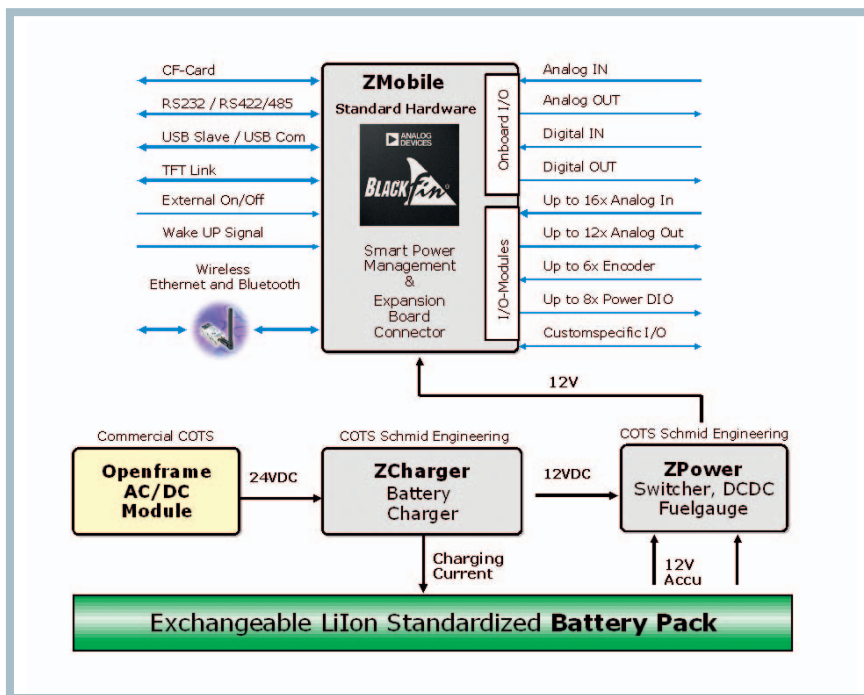 CF-Card
RS232 / RS422/485
USB Slave / USB Com
TFT Link
External On/Off
Wake UP Signal
Wireless
Ethernet and Bluetooth
ZMobile
Standard Hardware
ANALOG
DEVICES
BLACKfin®
Smart Power
Management
&
Expansion
Board
Connector
Onboard I/O
I/O-Modules
Analog IN
Analog OUT
Digital IN
Digital OUT
Up to 16x Analog In
Up to 12x Analog Out
Up to 6x Encoder
Up to 8x Power DIO
Customspecific I/O
12V
Commercial COTS
Openframe
AC/DC
Module
24VDC
COTS Schmid Engineering
ZCharger
Battery
Charger
12VDC
COTS Schmid Engineering
ZPower
Switcher, DCDC
Fuelgauge
Charging
Current
12V
Accu
Exchangeable LiIon Standardized Battery Pack